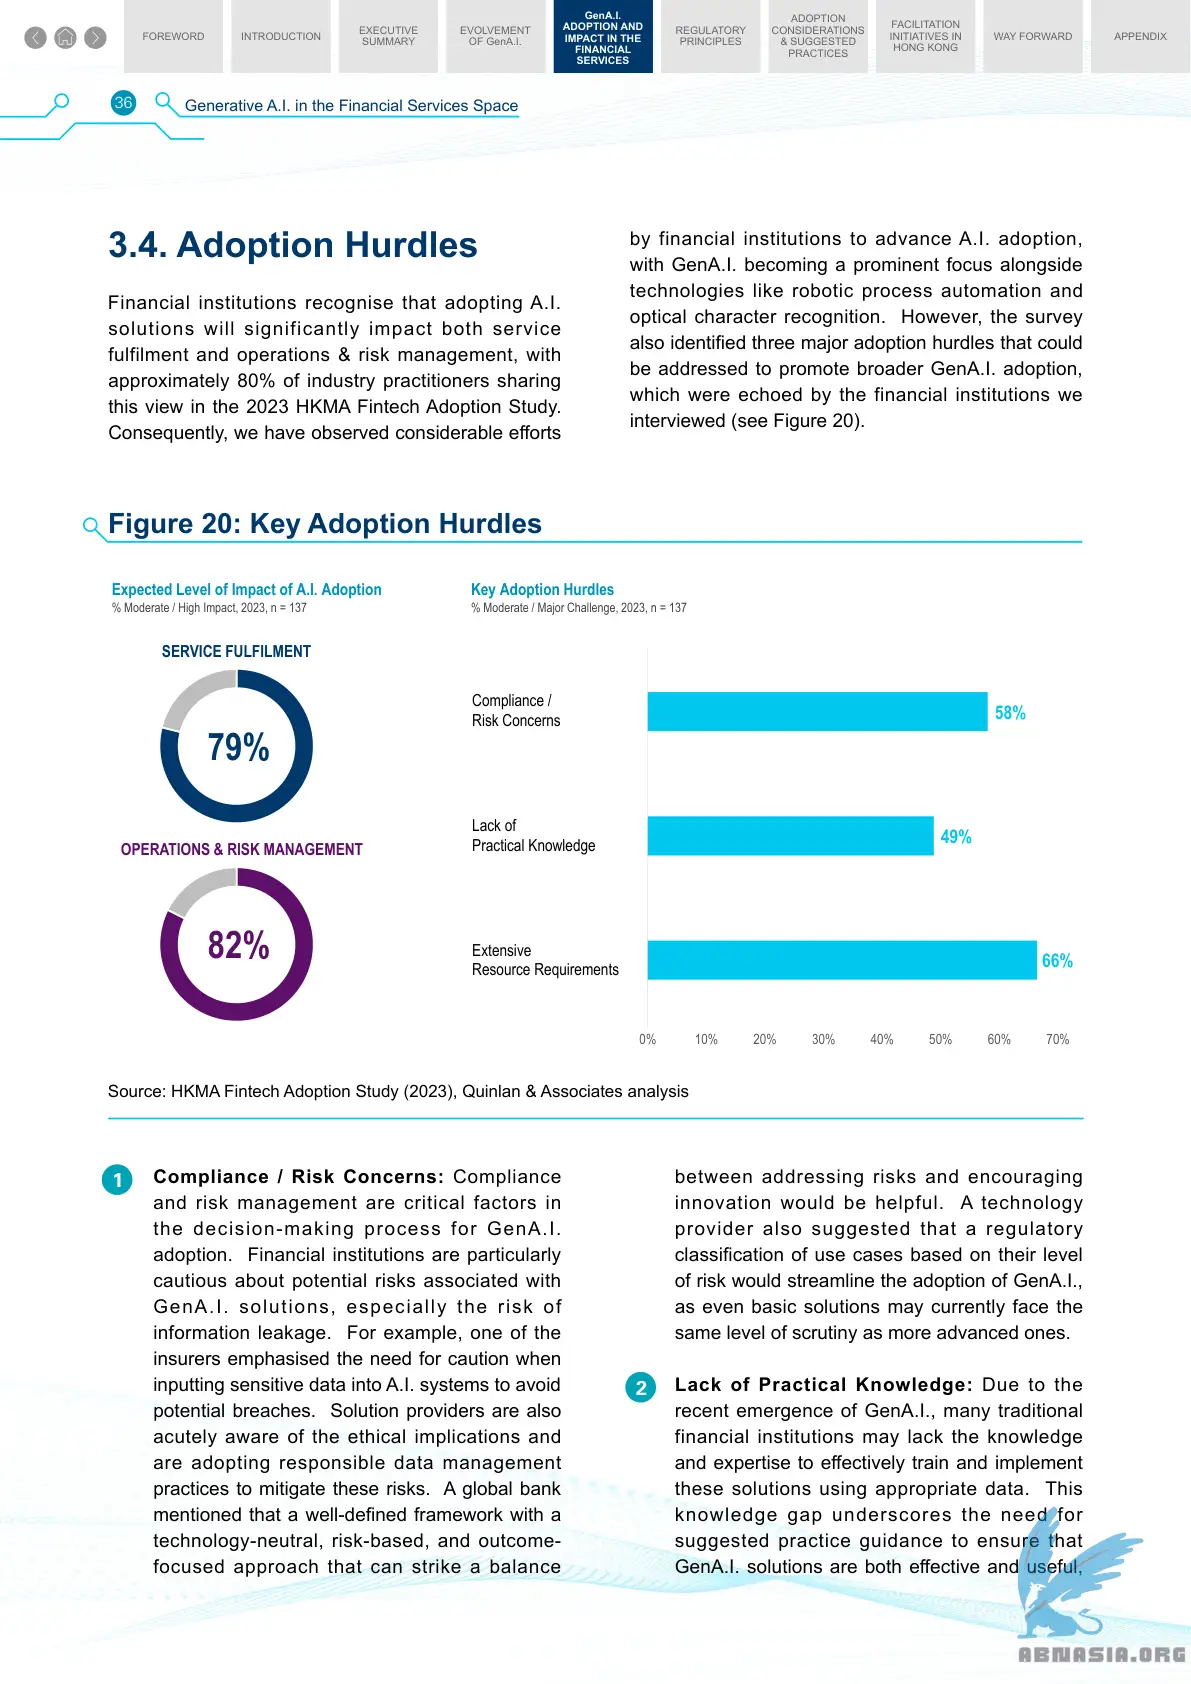 FOREWORD
INTRODUCTION
EXECUTIVE
SUMMARY
EVOLVEMENT
OF GenA.I.
GenA.I.
ADOPTION AND
IMPACT IN THE
FINANCIAL
SERVICES
REGULATORY
PRINCIPLES
ADOPTION
CONSIDERATIONS
& SUGGESTED
PRACTICES
FACILITATION
INITIATIVES IN
HONG KONG
WAY FORWARD
APPENDIX
36
Generative A.I. in the Financial Services Space
3.4. Adoption Hurdles
Financial institutions recognise that adopting A.I.
solutions will significantly impact both service
fulfilment and operations & risk management, with
approximately 80% of industry practitioners sharing
this view in the 2023 HKMA Fintech Adoption Study.
Consequently, we have observed considerable efforts
by financial institutions to advance A.I. adoption,
with GenA.I. becoming a prominent focus alongside
technologies like robotic process automation and
optical character recognition. However, the survey
also identified three major adoption hurdles that could
be addressed to promote broader GenA.I. adoption,
which were echoed by the financial institutions we
interviewed (see Figure 20).
Figure 20: Key Adoption Hurdles
Expected Level of Impact of A.I. Adoption
% Moderate / High Impact, 2023, n = 137
SERVICE FULFILMENT
79%
OPERATIONS & RISK MANAGEMENT
82%
Key Adoption Hurdles
% Moderate / Major Challenge, 2023, n = 137
Compliance /
Risk Concerns
58%
Lack of
Practical Knowledge
49%
Extensive
Resource Requirements
66%
0% 10% 20% 30% 40% 50% 60% 70%
Source: HKMA Fintech Adoption Study (2023), Quinlan & Associates analysis
1
Compliance / Risk Concerns: Compliance
and risk management are critical factors in
the decision-making process for GenA.I.
adoption. Financial institutions are particularly
cautious about potential risks associated with
GenA.I. solutions, especially the risk of
information leakage. For example, one of the
insurers emphasised the need for caution when
inputting sensitive data into A.I. systems to avoid
potential breaches. Solution providers are also
acutely aware of the ethical implications and
are adopting responsible data management
practices to mitigate these risks. A global bank
mentioned that a well-defined framework with a
technology-neutral, risk-based, and outcome-
focused approach that can strike a balance
between addressing risks and encouraging
innovation would be helpful. A technology
provider also suggested that a regulatory
classification of use cases based on their level
of risk would streamline the adoption of GenA.I.,
as even basic solutions may currently face the
same level of scrutiny as more advanced ones.
2
Lack of Practical Knowledge: Due to the
recent emergence of GenA.I., many traditional
financial institutions may lack the knowledge
and expertise to effectively train and implement
these solutions using appropriate data. This
knowledge gap underscores the need for
suggested practice guidance to ensure that
GenA.I. solutions are both effective and useful,
ABNASIA.ORG